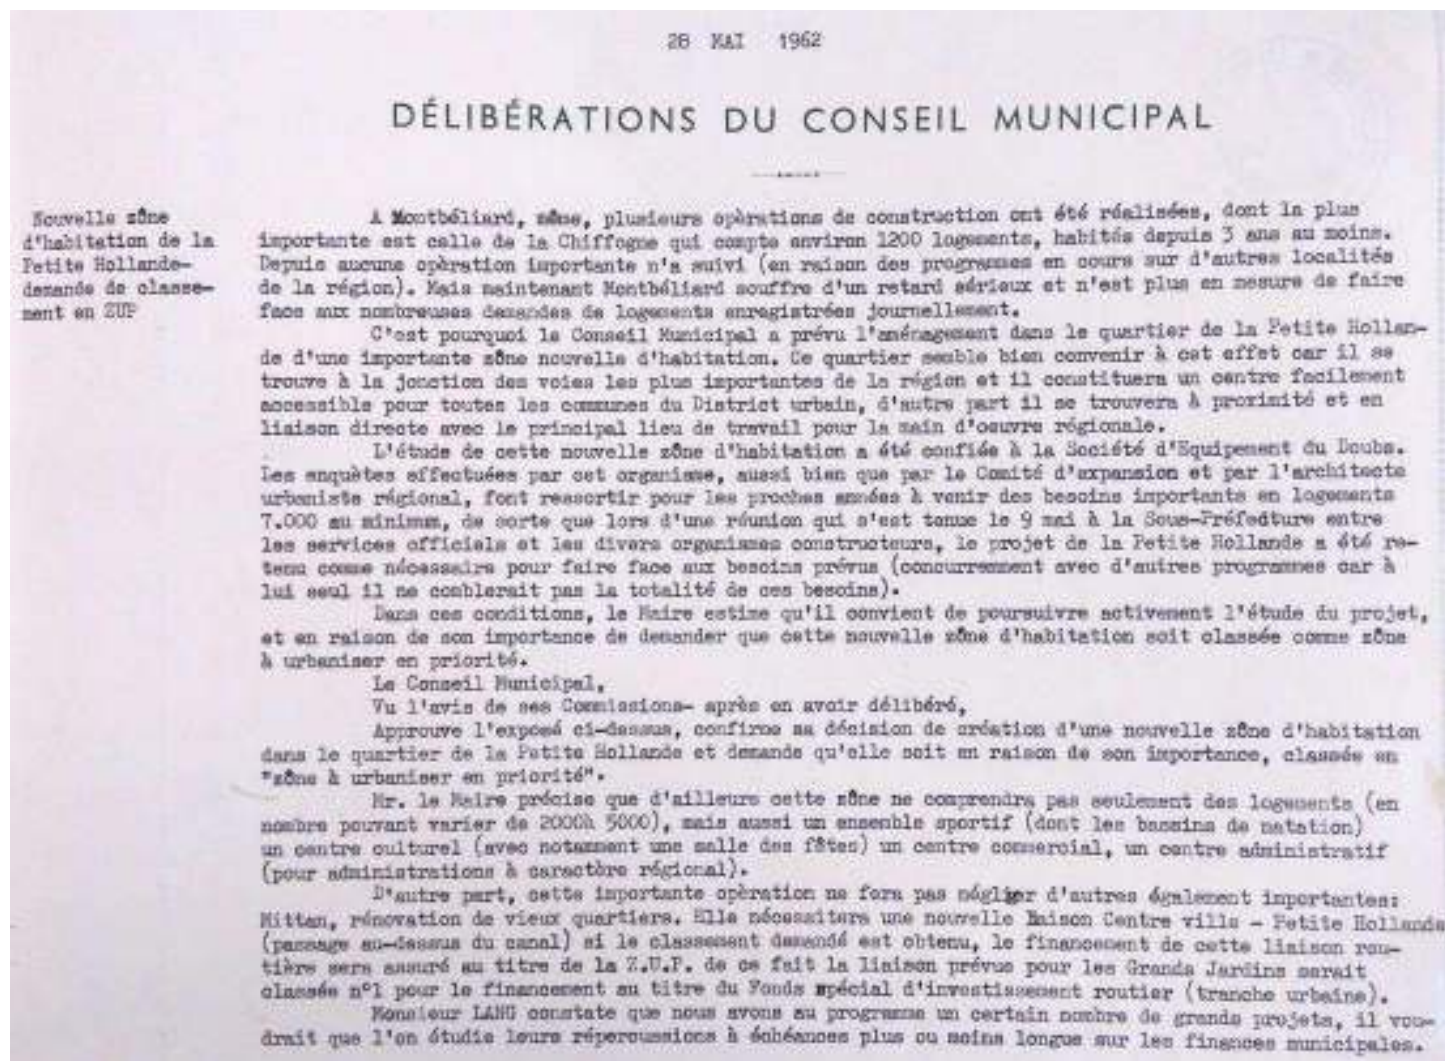 28 MAI 1962
DÉLIBÉRATIONS DU CONSEIL MUNICIPAL
Nouvelle zône
d'habitation de la
Petite Hollande-
demande de classe-
ment en ZUP
A Montbéliard, même, plusieurs opèrations de construction ont été réalisées, dont la plus
importante est celle de la Chiffogne qui compte environ 1200 logements, habités depuis 3 ans au moins.
Depuis aucune opèration importante n'a suivi (en raison des programmes en cours sur d'autres localités
de la région). Mais maintenant Montbéliard souffre d'un retard sérieux et n'est plus en mesure de faire
face aux nombreuses demandes de logements enregistrées journellement.
C'est pourquoi le Conseil Municipal a prévu l'aménagement dans le quartier de la Petite Hollan-
de d'une importante zône nouvelle d'habitation. Ce quartier semble bien convenir à cet effet car il se
trouve à la jonction des voies les plus importantes de la région et il constituera un centre facilement
accessible pour toutes les communes du District urbain, d'autre part il se trouvera à proximité et en
liaison directe avec le principal lieu de travail pour la main d'oeuvre régionale.
L'étude de cette nouvelle zône d'habitation a été confiée à la Société d'Equipement du Doubs.
Les enquètes effectuées par cet organisme, aussi bien que par le Comité d'expansion et par l'architecte
urbaniste régional, font ressortir pour les proches années à venir des besoins importants en logements
7.000 au minimum, de sorte que lors d'une réunion qui s'est tenue le 9 mai à la Sous-Préfedture entre
les services officiels et les divers organismes constructeurs, le projet de la Petite Hollande a été re-
tenu comme nécessaire pour faire face aux besoins prévus (concurremment avec d'autres programmes car à
lui seul il ne comblerait pas la totalité de ces besoins).
Dans ces conditions, le Maire estime qu'il convient de poursuivre activement l'étude du projet,
et en raison de son importance de demander que cette nouvelle zône d'habitation soit classée comme zône
à urbaniser en priorité.
Le Conseil Municipal,
Vu l'avis de ses Commissions- après en avoir délibéré,
Approuve l'exposé ci-dessus, confirme sa décision de création d'une nouvelle zône d'habitation
dans le quartier de la Petite Hollande et demande qu'elle soit en raison de son importance, classée en
"zône à urbaniser en priorité".
Mr. le Maire précise que d'ailleurs cette zône ne comprendra pas seulement des logements (en
nombre pouvant varier de 2000à 5000), mais aussi un ensemble sportif (dont les bassins de natation)
un centre culturel (avec notamment une salle des fêtes) un centre commercial, un centre administratif
(pour administrations à caractère régional).
D'autre part, cette importante opèration ne fera pas négliger d'autres également importantes:
Mittan, rénovation de vieux quartiers. Elle nécessitera une nouvelle liaison Centre ville - Petite Hollande
(passage au-dessus du canal) si le classement demandé est obtenu, le financement de cette liaison rou-
tière sera assuré au titre de la Z.U.P. de ce fait la liaison prévue pour les Grands Jardins serait
classée n°1 pour le financement au titre du Fonds spécial d'investissement routier (tranche urbaine).
Monsieur LANG constate que nous avons au programme un certain nombre de grands projets, il vou-
drait que l'on étudie leurs répercussions à échéances plus ou moins longue sur les finances municipales.